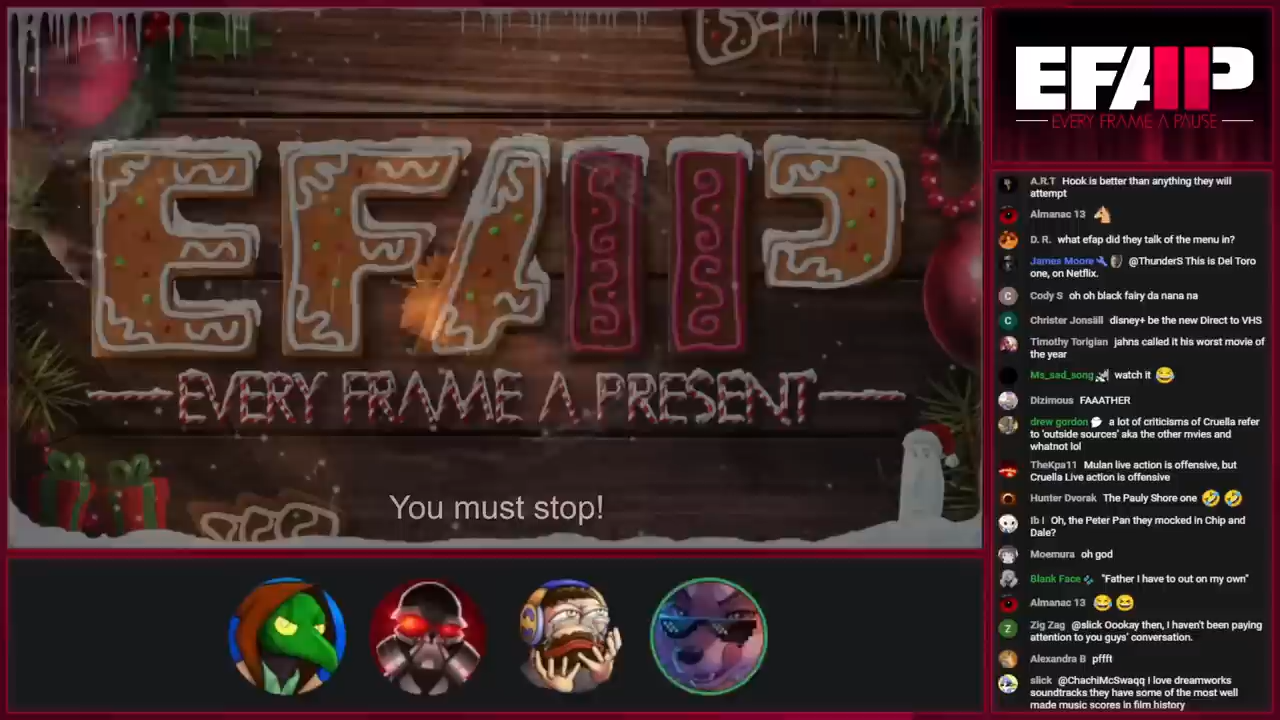 EFAP
EVERY FRAME A PRESENT
You must stop!
EFAP
EVERY FRAME A PAUSE
A.R.T Hook is better than anything they will
attempt
Almanac 13
D. R. what efap did they talk of the menu in?
James Moore @ThunderS This is Del Toro
one, on Netflix.
C Cody S oh oh black fairy da nana na
C Christer Jonsäll disney+ be the new Direct to VHS
Timothy Torigian jahns called it his worst movie of
the year
Ms_sad_song watch it
Dizimous FAAATHER
drew gordon a lot of criticisms of Cruella refer
to 'outside sources' aka the other mvies and
whatnot lol
TheKpa11 Mulan live action is offensive, but
Cruella Live action is offensive
Hunter Dvorak The Pauly Shore one
Ib I Oh, the Peter Pan they mocked in Chip and
Dale?
Moemura oh god
Blank Face "Father I have to out on my own"
Almanac 13
Z Zig Zag @slick Oookay then, I haven't been paying
attention to you guys' conversation.
Alexandra B pffft
slick @ChachiMcSwaqq I love dreamworks
soundtracks they have some of the most well
made music scores in film history